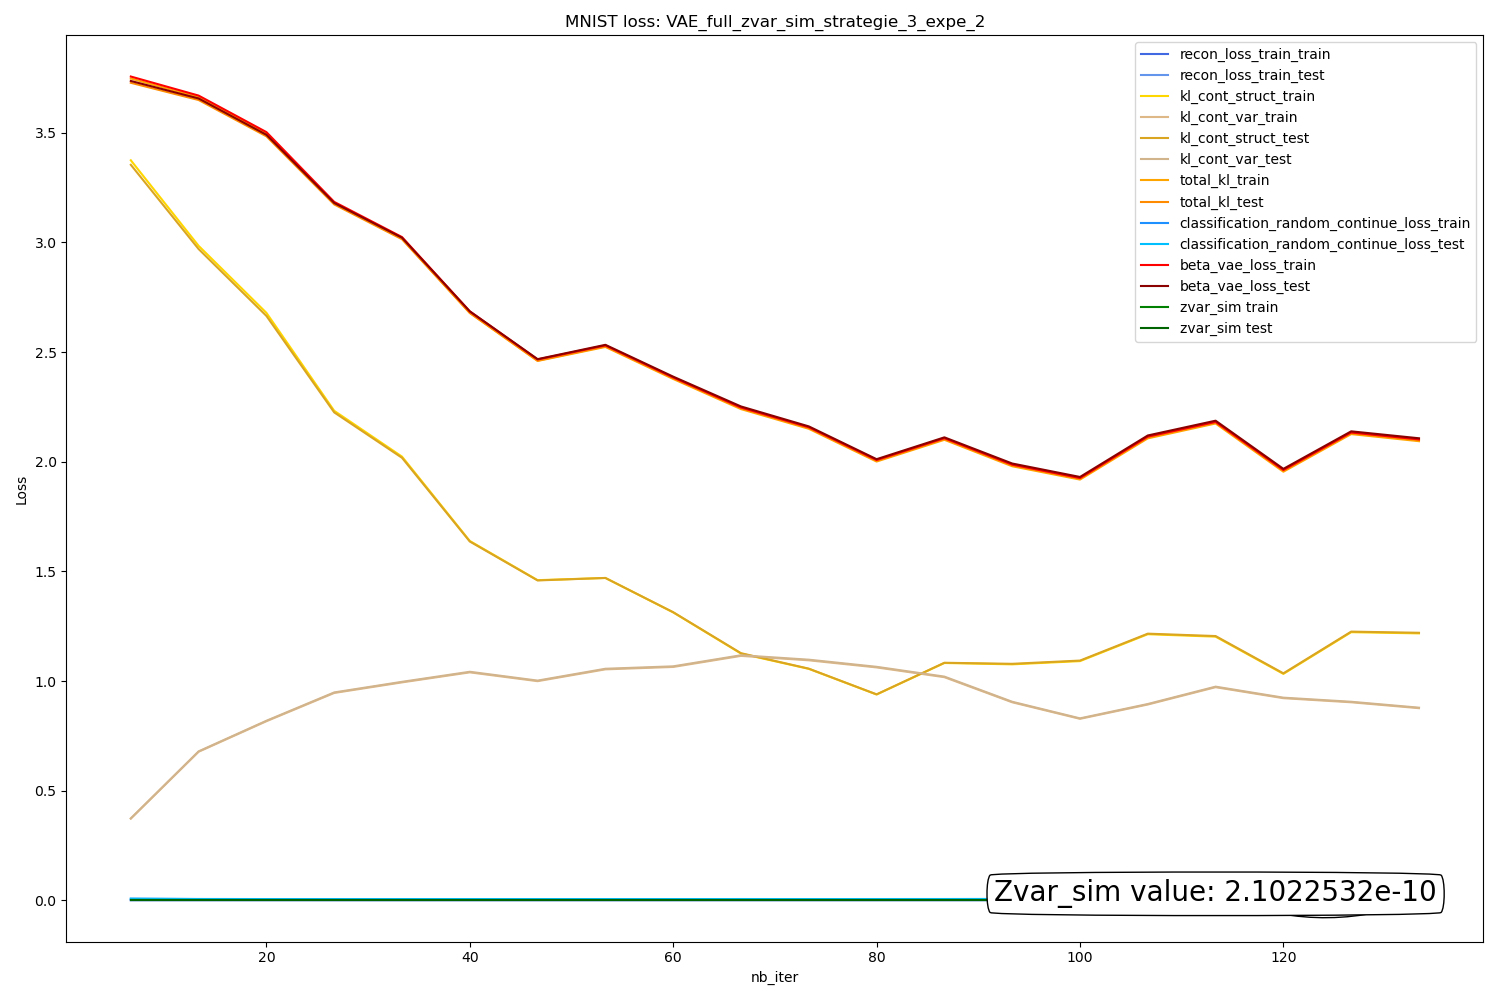 MNIST loss: VAE_full_zvar_sim_strategie_3_expe_2
recon_loss_train_train
recon_loss_train_test
kl_cont_struct_train
kl_cont_var_train
kl_cont_struct_test
kl_cont_var_test
total_kl_train
total_kl_test
classification_random_continue_loss_train
classification_random_continue_loss_test
beta_vae_loss_train
beta_vae_loss_test
zvar_sim train
zvar_sim test
3.5
3.0
2.5
2.0
1.5
1.0
0.5
0.0
Loss
Zvar_sim value: 2.1022532e-10
20 40 60 80 100 120
nb_iter